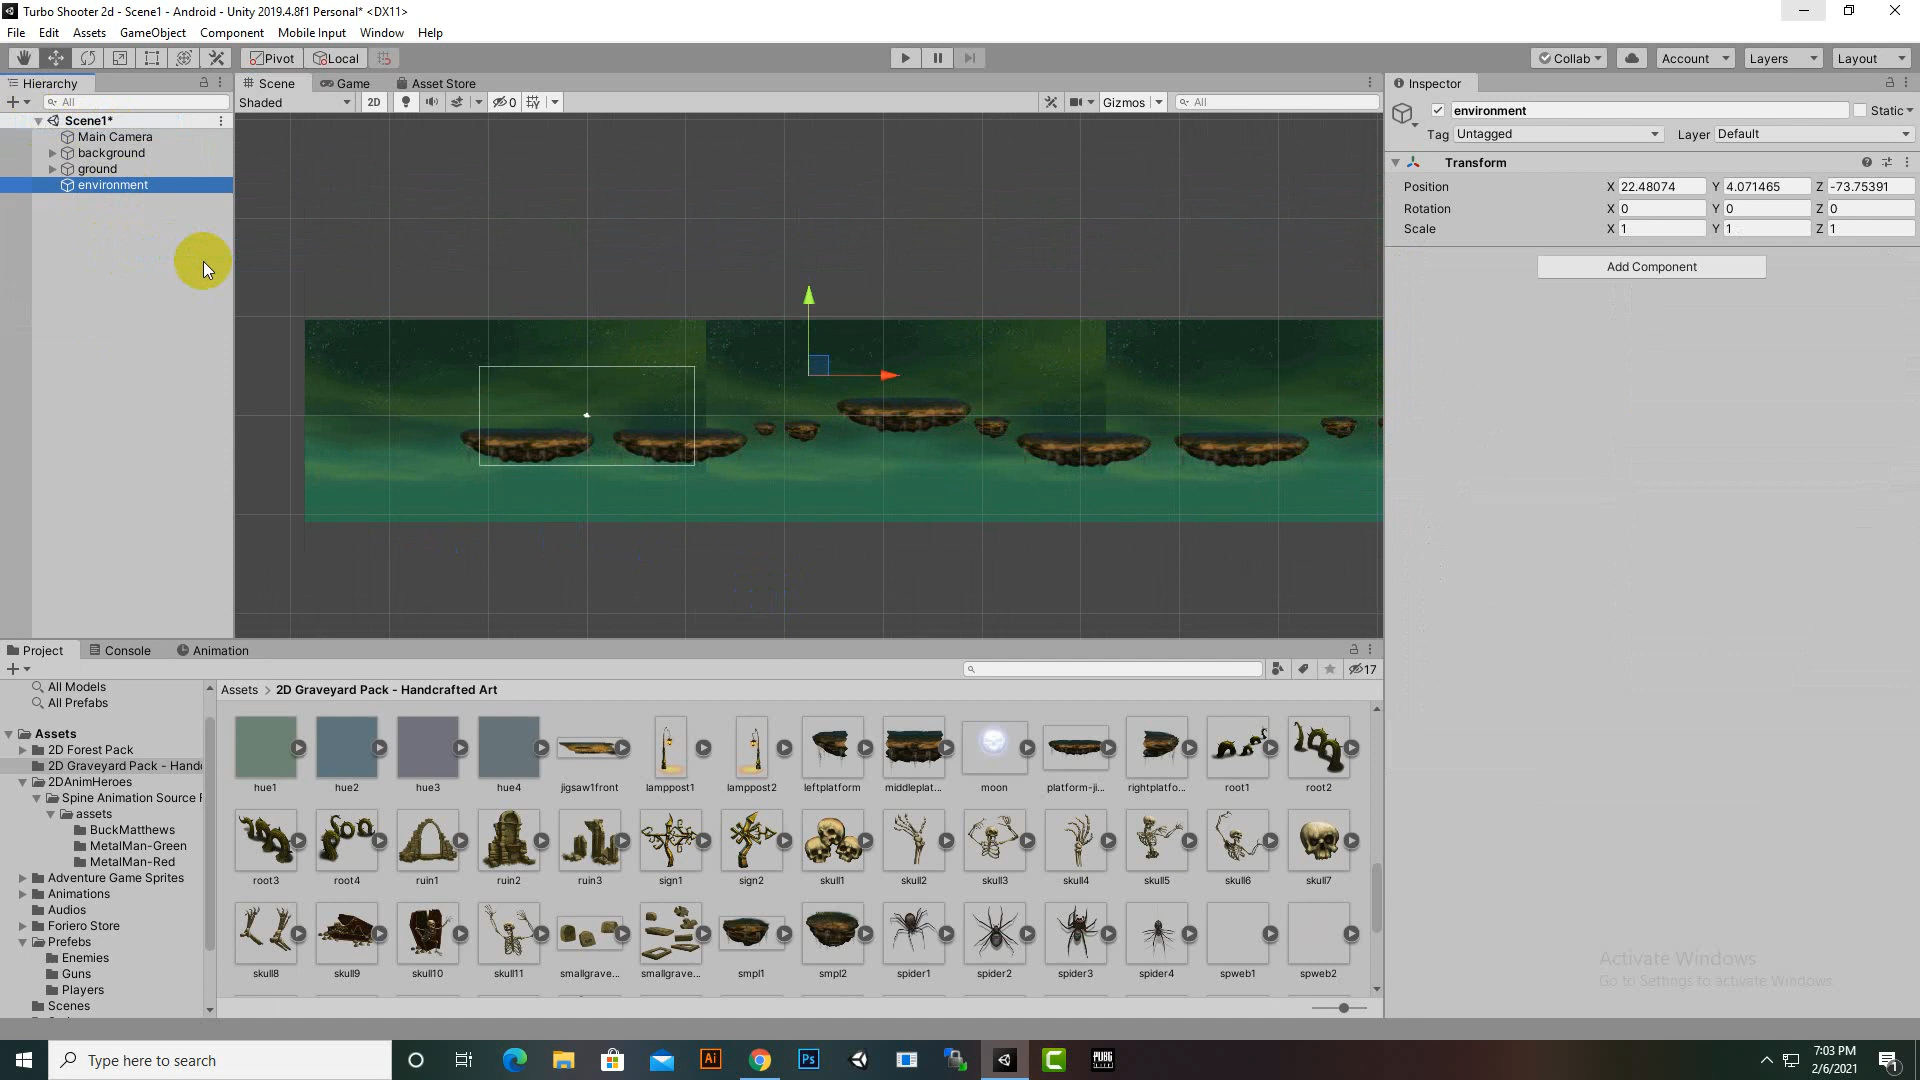 Turbo Shooter 2d - Scene1 - Android - Unity 2019.4.8f1 Personal* <DX11>
File Edit Assets GameObject Component Mobile Input Window Help
Pivot Local Collab Account Layers Layout
Hierarchy Scene Game Asset Store Inspector
All Shaded 2D 0 Gizmos All
environment Static
Tag Untagged Layer Default
Scene1*
Main Camera
background
ground
environment
Transform
Position X 22.48074 Y 4.071465 Z -73.75391
Rotation X 0 Y 0 Z 0
Scale X 1 Y 1 Z 1
Add Component
Project Console Animation
17
All Models
All Prefabs
Assets
2D Forest Pack
2D Graveyard Pack - Hand
2DAnimHeroes
Spine Animation Source F
assets
BuckMatthews
MetalMan-Green
MetalMan-Red
Adventure Game Sprites
Animations
Audios
Foriero Store
Prefebs
Enemies
Guns
Players
Scenes
Assets > 2D Graveyard Pack - Handcrafted Art
hue1 hue2 hue3 hue4 jigsaw1front lamppost1 lamppost2 leftplatform middleplat... moon platform-ji... rightplatfo... root1 root2
root3 root4 ruin1 ruin2 ruin3 sign1 sign2 skull1 skull2 skull3 skull4 skull5 skull6 skull7
skull8 skull9 skull10 skull11 smallgrave... smallgrave... smpl1 smpl2 spider1 spider2 spider3 spider4 spweb1 spweb2
Activate Windows
Go to Settings to activate Windows.
Type here to search
Ai
Ps
PUBG
7:03 PM
2/6/2021
1